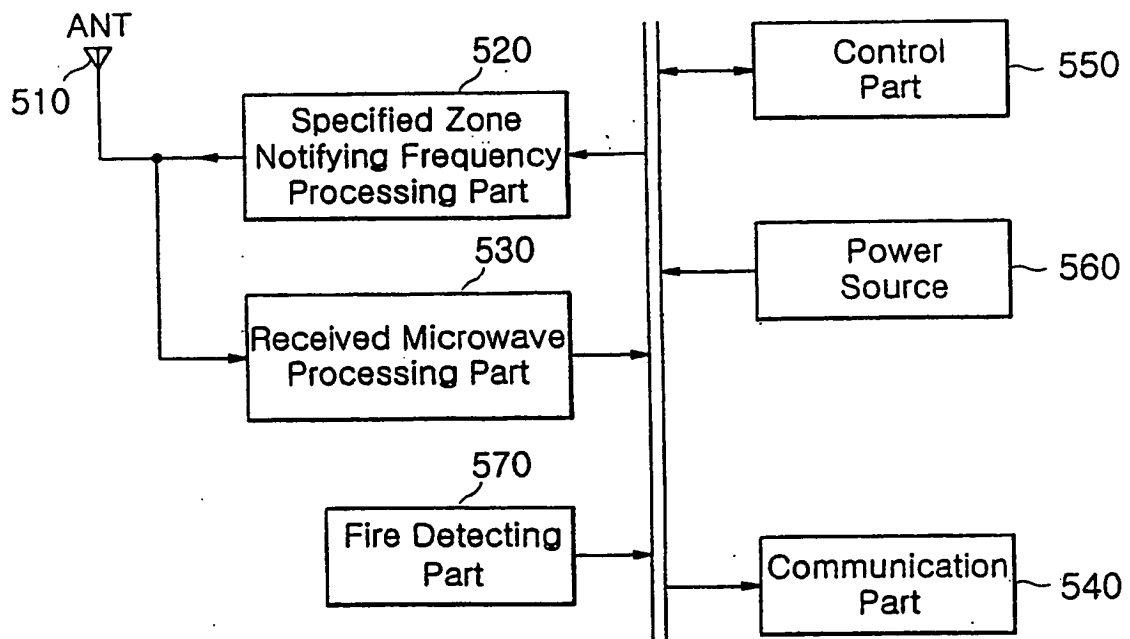 ANT
510
520
Specified Zone
Notifying Frequency
Processing Part
530
Received Microwave
Processing Part
570
Fire Detecting
Part
Control
Part
550
Power
Source
560
Communication
Part
540